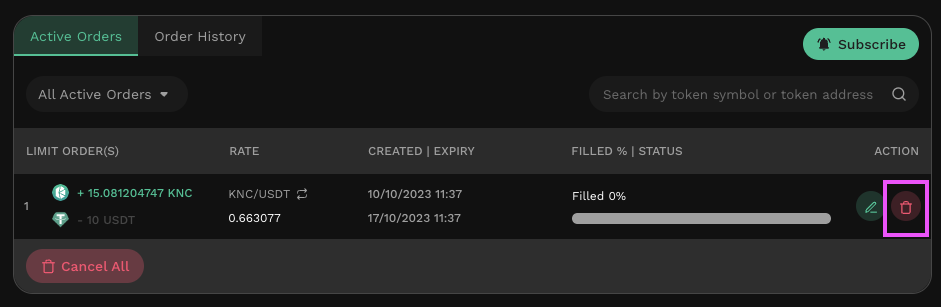 Active Orders
Order History
Subscribe
All Active Orders
Search by token symbol or token address
LIMIT ORDER(S) RATE CREATED | EXPIRY FILLED % | STATUS ACTION
1
+ 15.081204747 KNC KNC/USDT 10/10/2023 11:37 Filled 0%
- 10 USDT 0.663077 17/10/2023 11:37
Cancel All